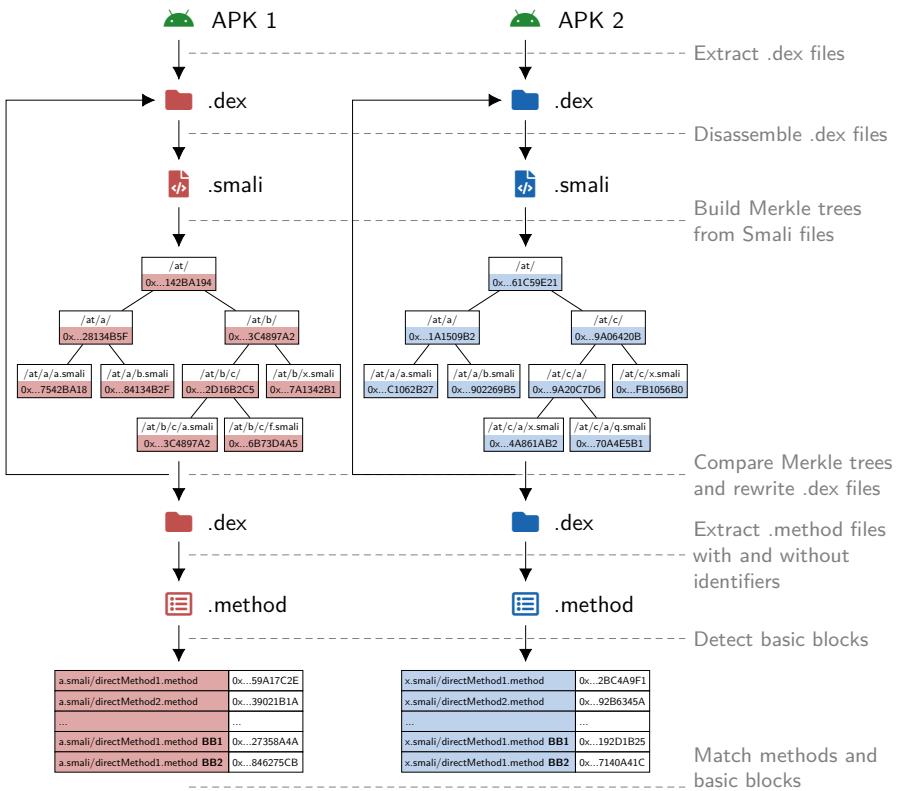 APK 1
APK 2
Extract .dex files
.dex
.dex
Disassemble .dex files
.smali
.smali
Build Merkle trees
from Smali files
/at/
0x...142BA194
/at/a/
0x...28134B5F
/at/b/
0x...3C4897A2
/at/a/a.smali
0x...7542BA18
/at/a/b.smali
0x...84134B2F
/at/b/c/
0x...2D16B2C5
/at/b/x.smali
0x...7A1342B1
/at/b/c/a.smali
0x...3C4897A2
/at/b/c/f.smali
0x...6B73D4A5
/at/
0x...61C59E21
/at/a/
0x...1A1509B2
/at/c/
0x...9A06420B
/at/a/a.smali
0x...C1062B27
/at/a/b.smali
0x...902269B5
/at/c/a/
0x...9A20C7D6
/at/c/x.smali
0x...FB1056B0
/at/c/a/x.smali
0x...4A861AB2
/at/c/a/q.smali
0x...70A4E5B1
Compare Merkle trees
and rewrite .dex files
.dex
.dex
Extract .method files
with and without
identifiers
.method
.method
Detect basic blocks
a.smali/directMethod1.method 0x...59A17C2E
a.smali/directMethod2.method 0x...39021B1A
... ...
a.smali/directMethod1.method BB1 0x...27358A4A
a.smali/directMethod1.method BB2 0x...846275CB
x.smali/directMethod1.method 0x...2BC4A9F1
x.smali/directMethod2.method 0x...92B6345A
... ...
x.smali/directMethod1.method BB1 0x...192D1B25
x.smali/directMethod1.method BB2 0x...7140A41C
Match methods and
basic blocks